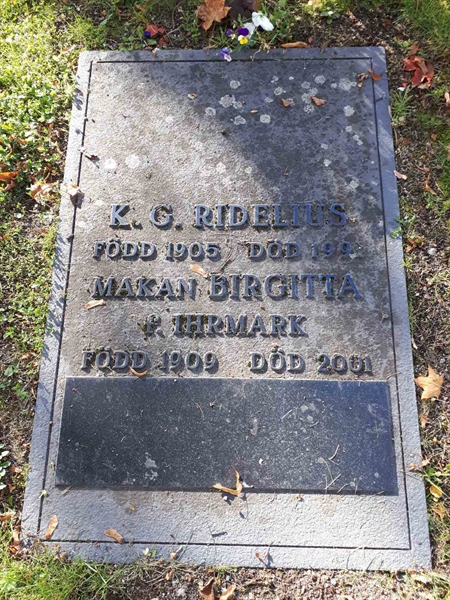 K. G. RIDELIUS
FÖDD 1905 DÖD
MAKAN BIRGITTA
F. IHRMARK
FÖDD 1909 DÖD 2001